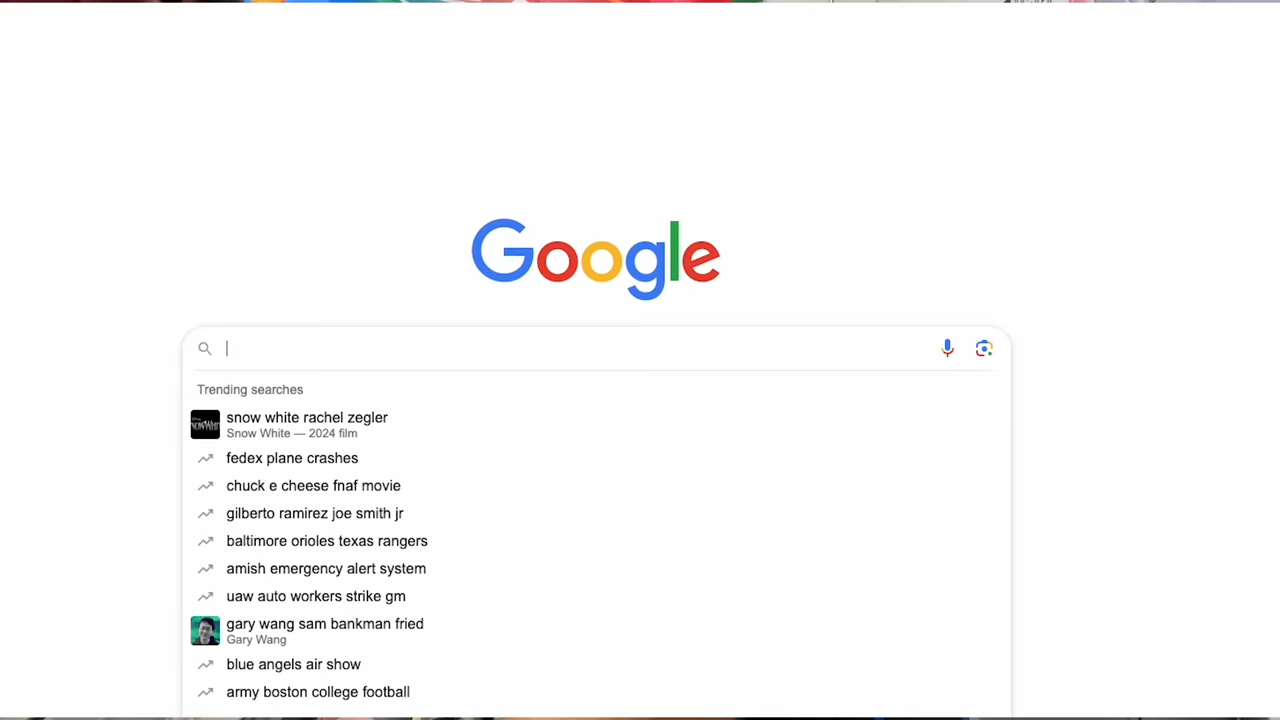 Google
Trending searches
snow white rachel zegler
Snow White — 2024 film
fedex plane crashes
chuck e cheese fnaf movie
gilberto ramirez joe smith jr
baltimore orioles texas rangers
amish emergency alert system
uaw auto workers strike gm
gary wang sam bankman fried
Gary Wang
blue angels air show
army boston college football